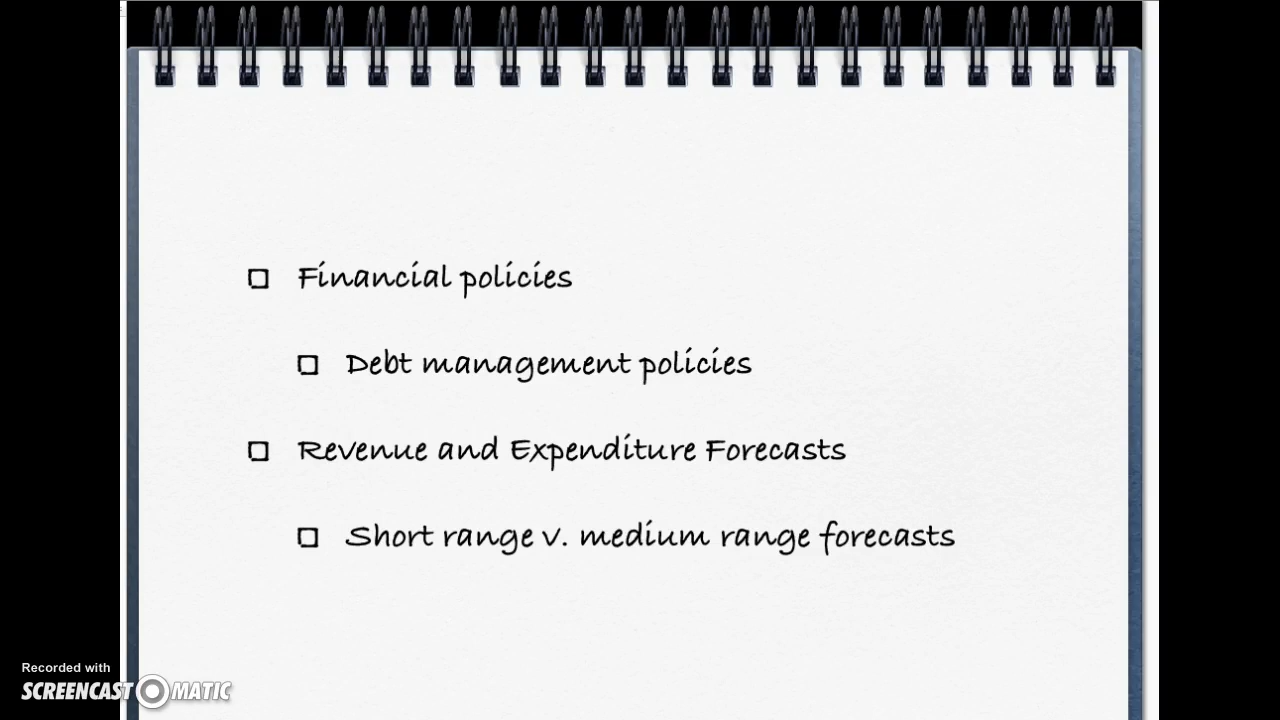 Financial policies
Debt management policies
Revenue and Expenditure Forecasts
Short range v. medium range forecasts
Recorded with
SCREENCAST MATIC